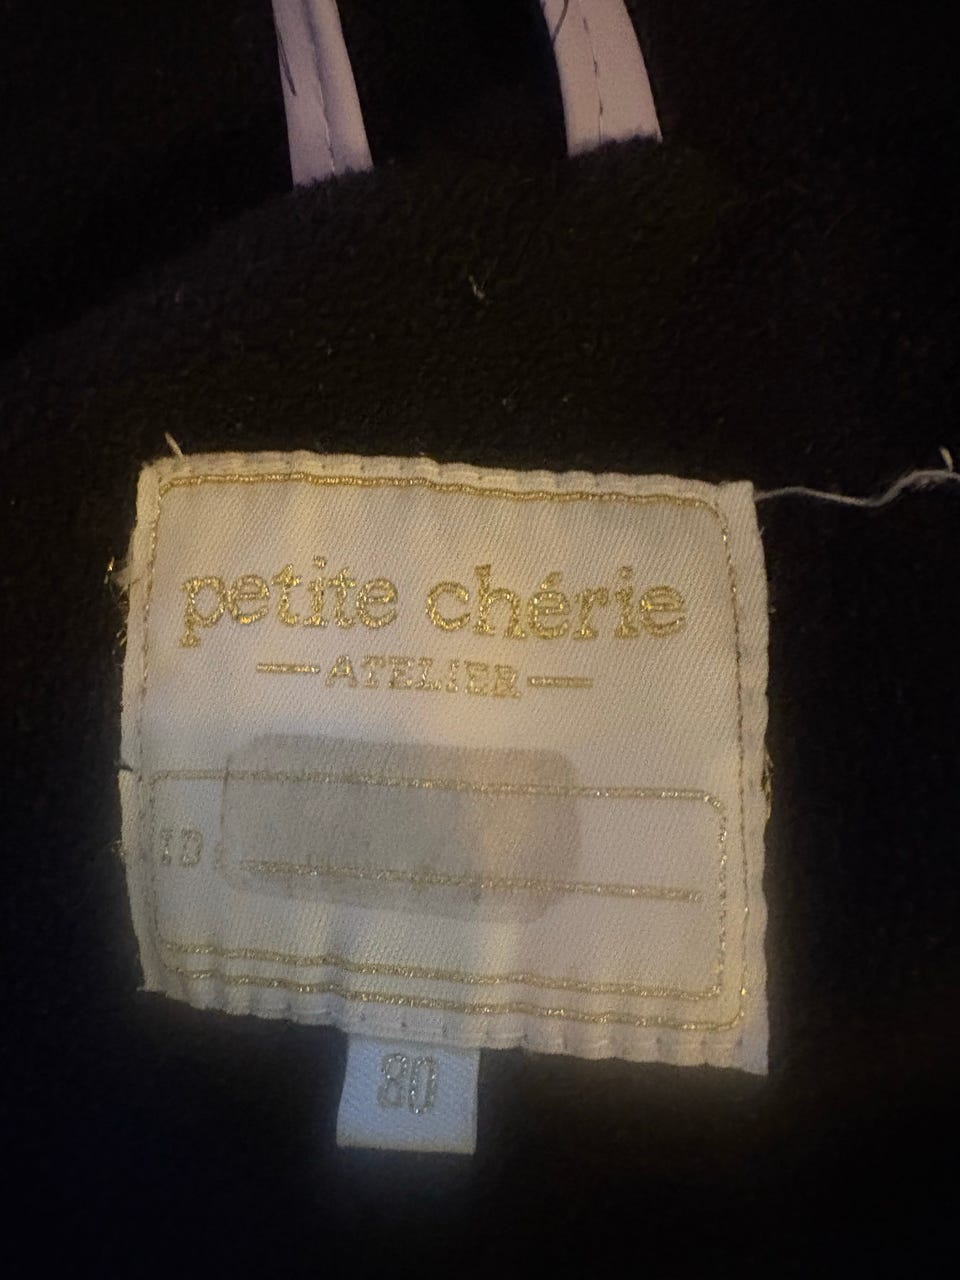 petite chérie
ATELIER
ID:
80